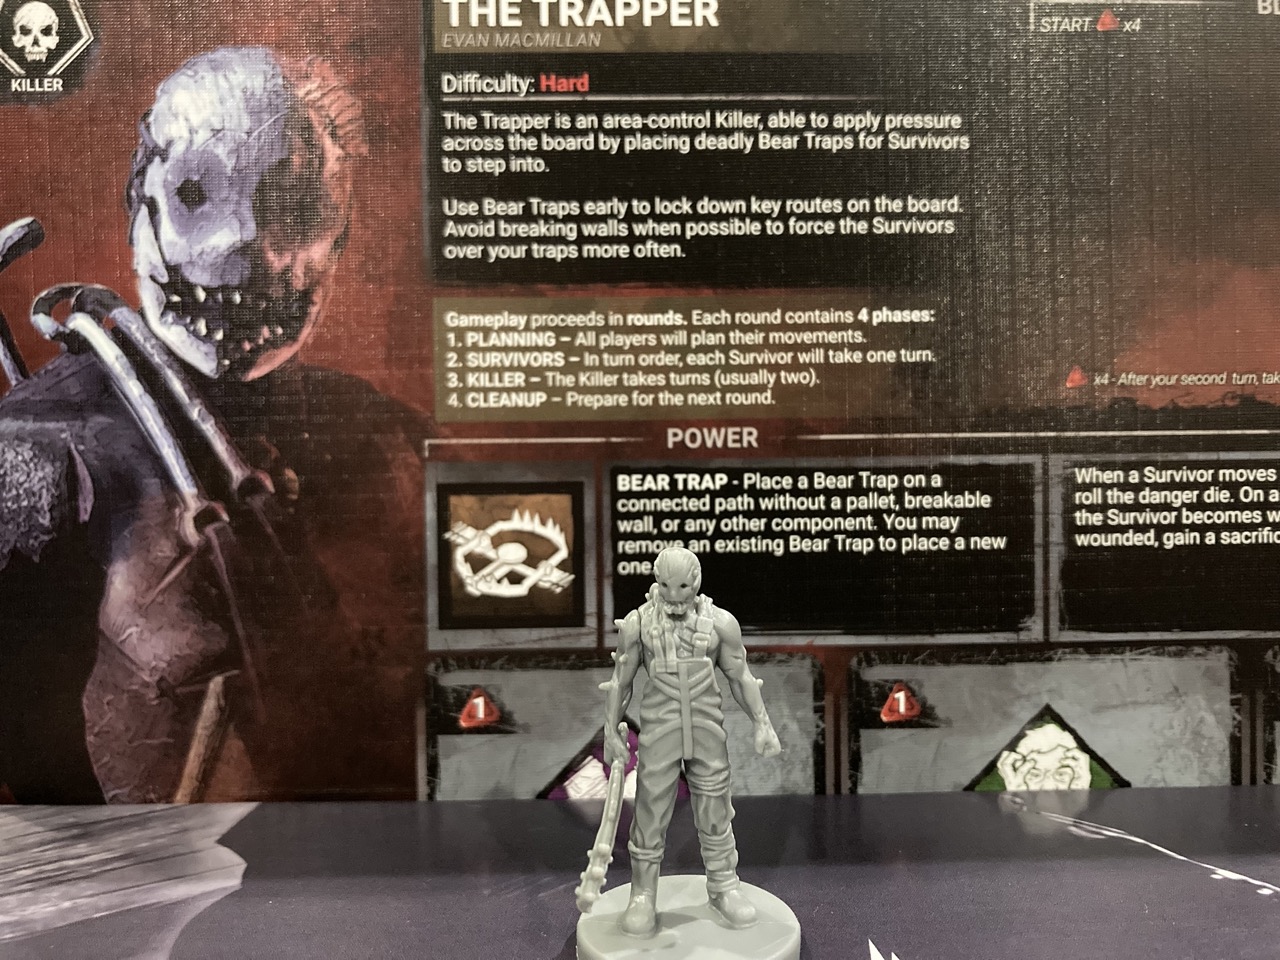 THE TRAPPER
EVAN MACMILLAN
START x4
KILLER
Difficulty: Hard
The Trapper is an area-control Killer, able to apply pressure
across the board by placing deadly Bear Traps for Survivors
to step into.
Use Bear Traps early to lock down key routes on the board.
Avoid breaking walls when possible to force the Survivors
over your traps more often.
Gameplay proceeds in rounds. Each round contains 4 phases:
1. PLANNING – All players will plan their movements.
2. SURVIVORS – In turn order, each Survivor will take one turn.
3. KILLER – The Killer takes turns (usually two).
4. CLEANUP – Prepare for the next round.
x4 - After your second turn,
POWER
BEAR TRAP - Place a Bear Trap on a
connected path without a pallet, breakable
wall, or any other component. You may
remove an existing Bear Trap to place a new
one
When a Survivor moves
roll the danger die. On a
the Survivor becomes
wounded, gain a
1
1